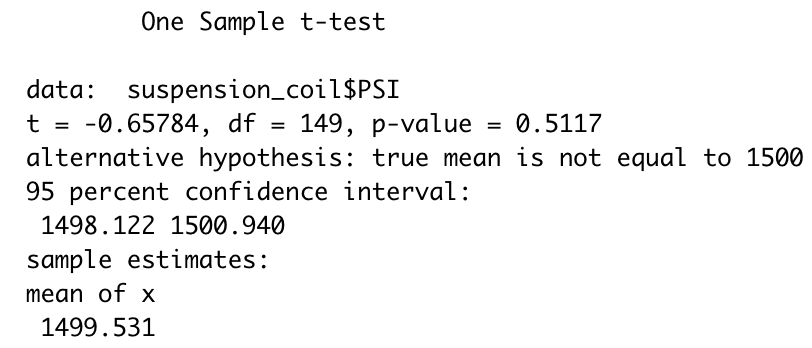 One Sample t-test
data:  suspension_coil$PSI
t = -0.65784, df = 149, p-value = 0.5117
alternative hypothesis: true mean is not equal to 1500
95 percent confidence interval:
1498.122 1500.940
sample estimates:
mean of x
1499.531